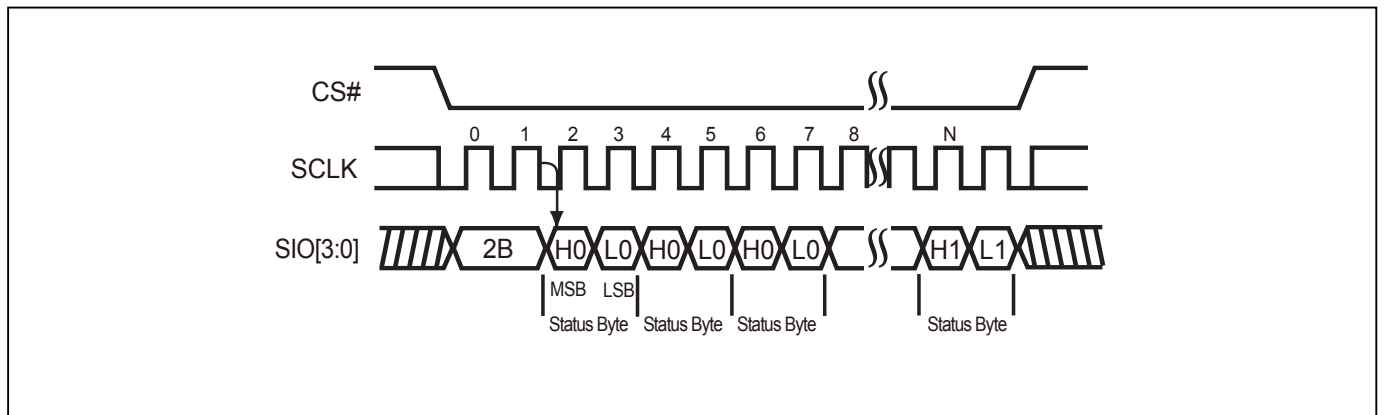 CS#
0 1 2 3 4 5 6 7 8 N
SCLK
SIO[3:0] 2B H0 L0 H0 L0 H0 L0 H1 L1
MSB LSB
Status Byte Status Byte Status Byte Status Byte